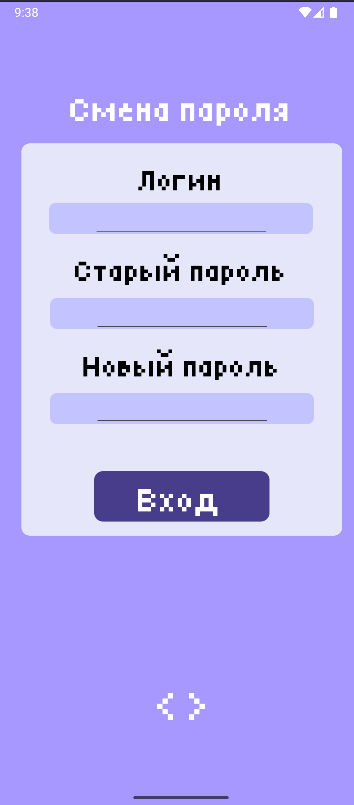 9:38
Смена пароля
Логин
Старый пароль
Новый пароль
Вход
< >